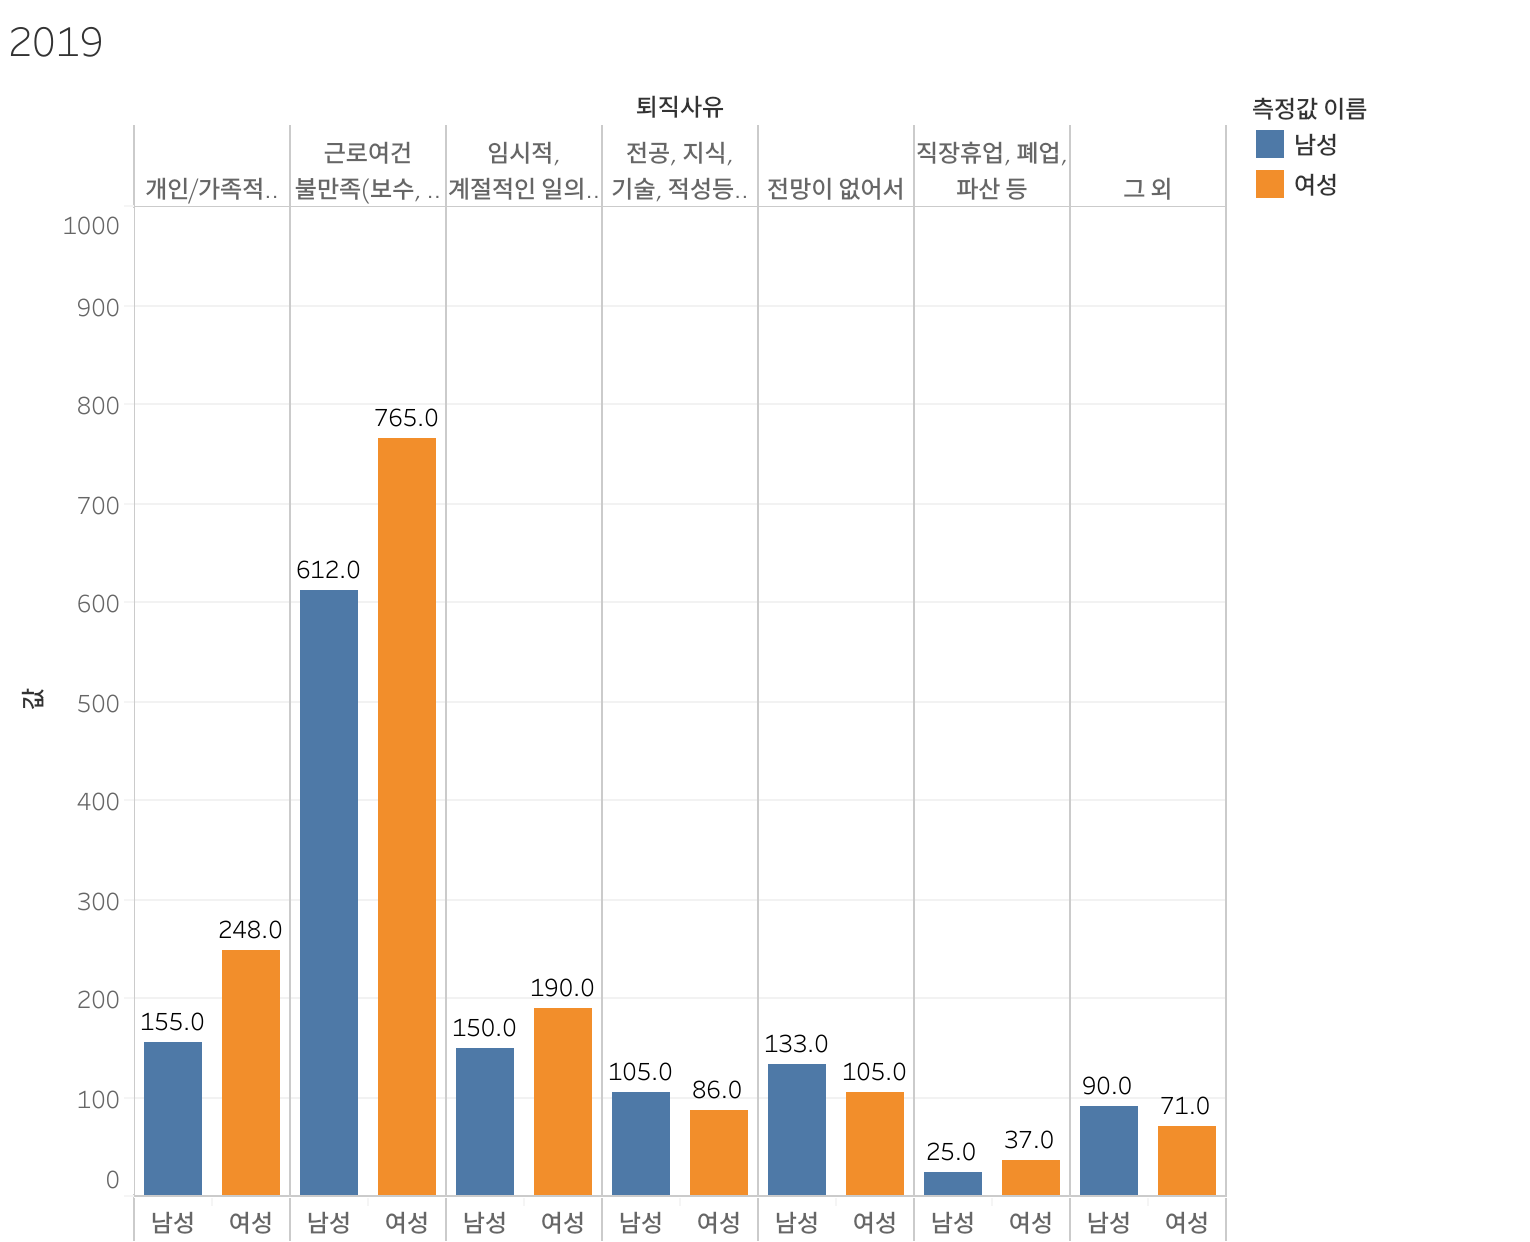 2019
퇴직사유
측정값 이름
남성
여성
개인/가족적..
근로여건
불만족(보수, ..
임시적,
계절적인 일의..
전공, 지식,
기술, 적성등..
전망이 없어서
직장휴업, 폐업,
파산 등
그 외
1000
900
800
700
600
500
400
300
200
100
0
값
155.0
248.0
612.0
765.0
150.0
190.0
105.0
86.0
133.0
105.0
25.0
37.0
90.0
71.0
남성 여성 남성 여성 남성 여성 남성 여성 남성 여성 남성 여성 남성 여성